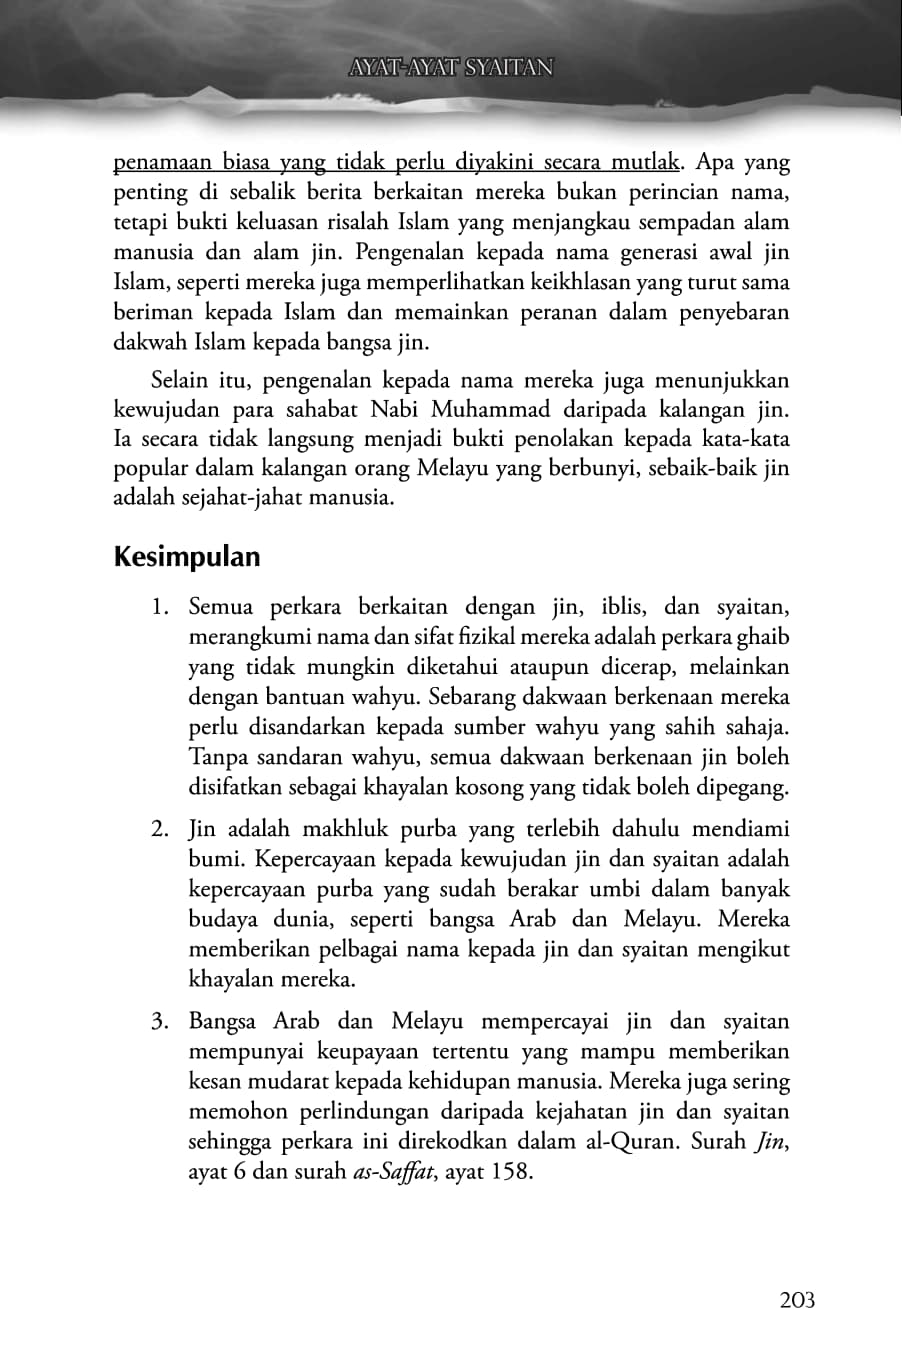 AYAT-AYAT SYAITAN
penamaan biasa yang tidak perlu diyakini secara mutlak. Apa yang
penting di sebalik berita berkaitan mereka bukan perincian nama,
tetapi bukti keluasan risalah Islam yang menjangkau sempadan alam
manusia dan alam jin. Pengenalan kepada nama generasi awal jin
Islam, seperti mereka juga memperlihatkan keikhlasan yang turut sama
beriman kepada Islam dan memainkan peranan dalam penyebaran
dakwah Islam kepada bangsa jin.
Selain itu, pengenalan kepada nama mereka juga menunjukkan
kewujudan para sahabat Nabi Muhammad daripada kalangan jin.
Ia secara tidak langsung menjadi bukti penolakan kepada kata-kata
popular dalam kalangan orang Melayu yang berbunyi, sebaik-baik jin
adalah sejahat-jahat manusia.
Kesimpulan
1. Semua perkara berkaitan dengan jin, iblis, dan syaitan,
merangkumi nama dan sifat fizikal mereka adalah perkara ghaib
yang tidak mungkin diketahui ataupun dicerap, melainkan
dengan bantuan wahyu. Sebarang dakwaan berkenaan mereka
perlu disandarkan kepada sumber wahyu yang sahih sahaja.
Tanpa sandaran wahyu, semua dakwaan berkenaan jin boleh
disifatkan sebagai khayalan kosong yang tidak boleh dipegang.
2. Jin adalah makhluk purba yang terlebih dahulu mendiami
bumi. Kepercayaan kepada kewujudan jin dan syaitan adalah
kepercayaan purba yang sudah berakar umbi dalam banyak
budaya dunia, seperti bangsa Arab dan Melayu. Mereka
memberikan pelbagai nama kepada jin dan syaitan mengikut
khayalan mereka.
3. Bangsa Arab dan Melayu mempercayai jin dan syaitan
mempunyai keupayaan tertentu yang mampu memberikan
kesan mudarat kepada kehidupan manusia. Mereka juga sering
memohon perlindungan daripada kejahatan jin dan syaitan
sehingga perkara ini direkodkan dalam al-Quran. Surah Jin,
ayat 6 dan surah as-Saffat, ayat 158.
203